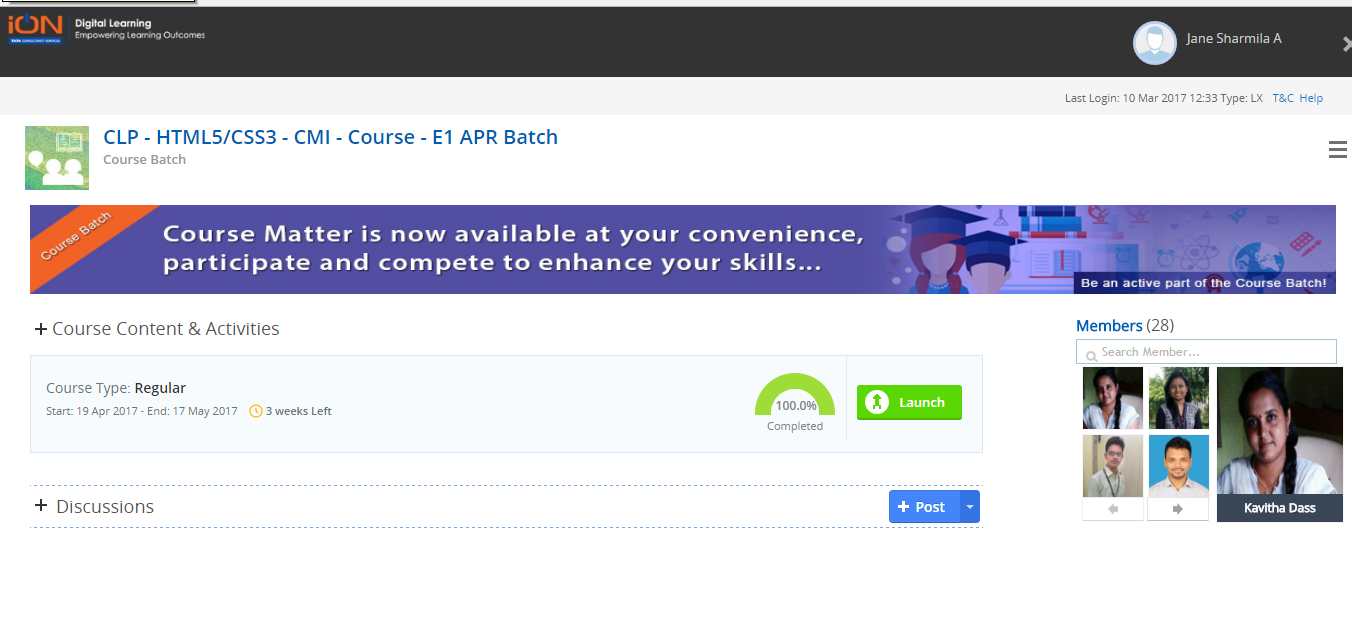 iON
TATA CONSULTANCY SERVICES
Digital Learning
Empowering Learning Outcomes
Jane Sharmila A
Last Login: 10 Mar 2017 12:33 Type: LX T&C Help
CLP - HTML5/CSS3 - CMI - Course - E1 APR Batch
Course Batch
Course Batch
Course Matter is now available at your convenience,
participate and compete to enhance your skills...
Be an active part of the Course Batch!
+ Course Content & Activities
Course Type: Regular
Start: 19 Apr 2017 - End: 17 May 2017 3 weeks Left
100.0%
Completed
Launch
+ Discussions
+ Post
Members (28)
Search Member...
Kavitha Dass